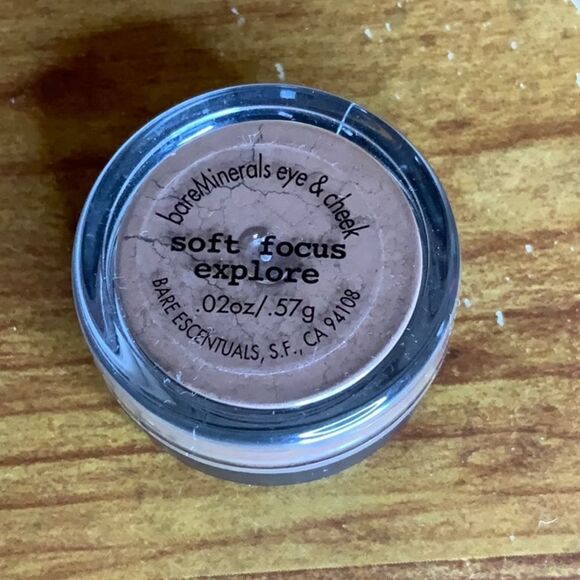 bareMinerals eye & cheek
soft focus
explore
.02oz/.57g
BARE ESCENTUALS, S.F., CA 94108